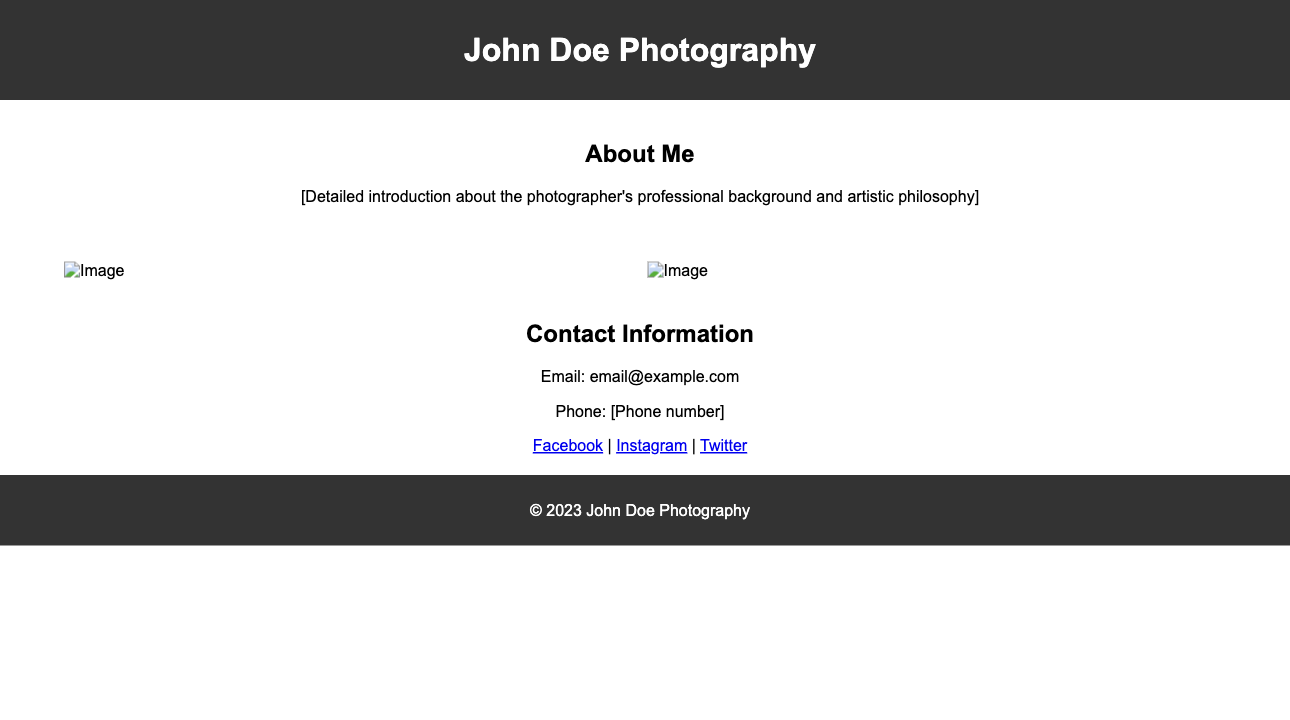 John Doe Photography
About Me
[Detailed introduction about the photographer's professional background and artistic philosophy]
Image Image
Contact Information
Email: email@example.com
Phone: [Phone number]
Facebook | Instagram | Twitter
© 2023 John Doe Photography